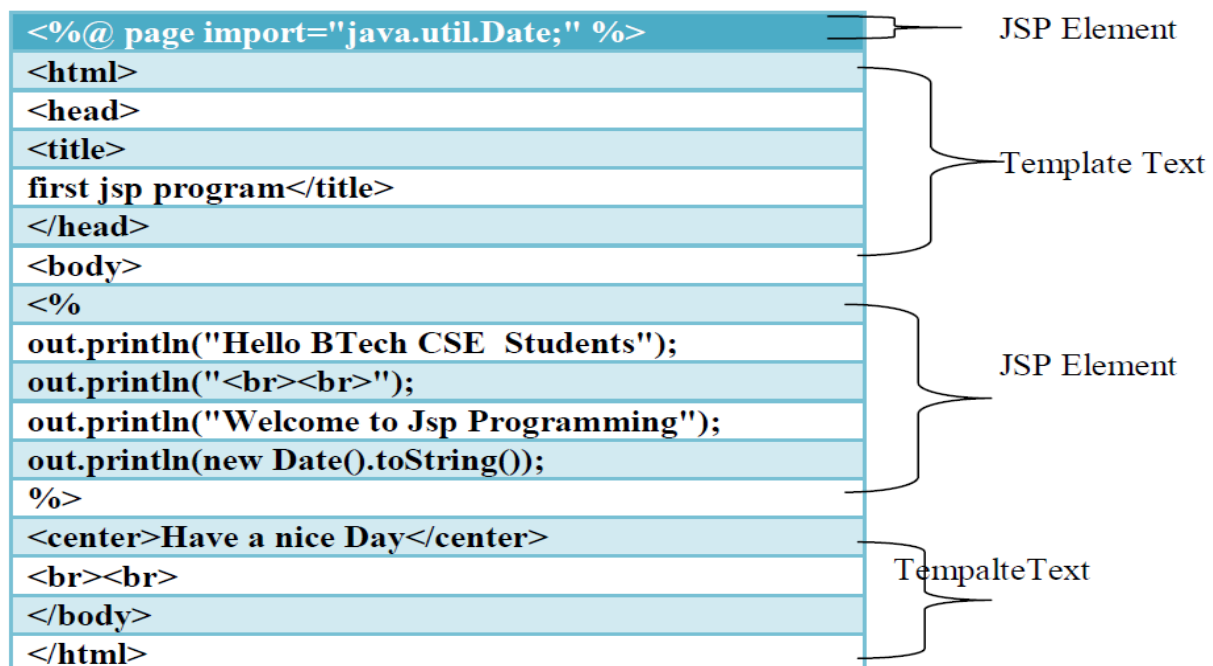 <%@ page import="java.util.Date;" %>
JSP Element
<html>
<head>
<title>
Template Text
first jsp program</title>
</head>
<body>
<%
out.println("Hello BTech CSE  Students");
JSP Element
out.println("<br><br>");
out.println("Welcome to Jsp Programming");
out.println(new Date().toString());
%>
<center>Have a nice Day</center>
<br><br>
TempalteText
</body>
</html>